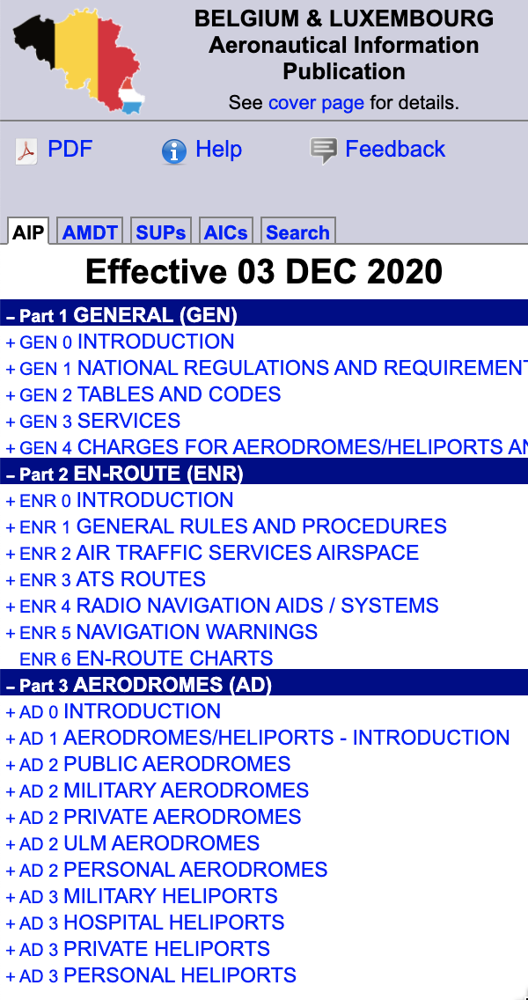 BELGIUM & LUXEMBOURG
Aeronautical Information
Publication
See cover page for details.
PDF Help Feedback
AIP AMDT SUPs AICs Search
Effective 03 DEC 2020
– Part 1 GENERAL (GEN)
+ GEN 0 INTRODUCTION
+ GEN 1 NATIONAL REGULATIONS AND REQUIREMENT
+ GEN 2 TABLES AND CODES
+ GEN 3 SERVICES
+ GEN 4 CHARGES FOR AERODROMES/HELIPORTS AN
– Part 2 EN-ROUTE (ENR)
+ ENR 0 INTRODUCTION
+ ENR 1 GENERAL RULES AND PROCEDURES
+ ENR 2 AIR TRAFFIC SERVICES AIRSPACE
+ ENR 3 ATS ROUTES
+ ENR 4 RADIO NAVIGATION AIDS / SYSTEMS
+ ENR 5 NAVIGATION WARNINGS
ENR 6 EN-ROUTE CHARTS
– Part 3 AERODROMES (AD)
+ AD 0 INTRODUCTION
+ AD 1 AERODROMES/HELIPORTS - INTRODUCTION
+ AD 2 PUBLIC AERODROMES
+ AD 2 MILITARY AERODROMES
+ AD 2 PRIVATE AERODROMES
+ AD 2 ULM AERODROMES
+ AD 2 PERSONAL AERODROMES
+ AD 3 MILITARY HELIPORTS
+ AD 3 HOSPITAL HELIPORTS
+ AD 3 PRIVATE HELIPORTS
+ AD 3 PERSONAL HELIPORTS